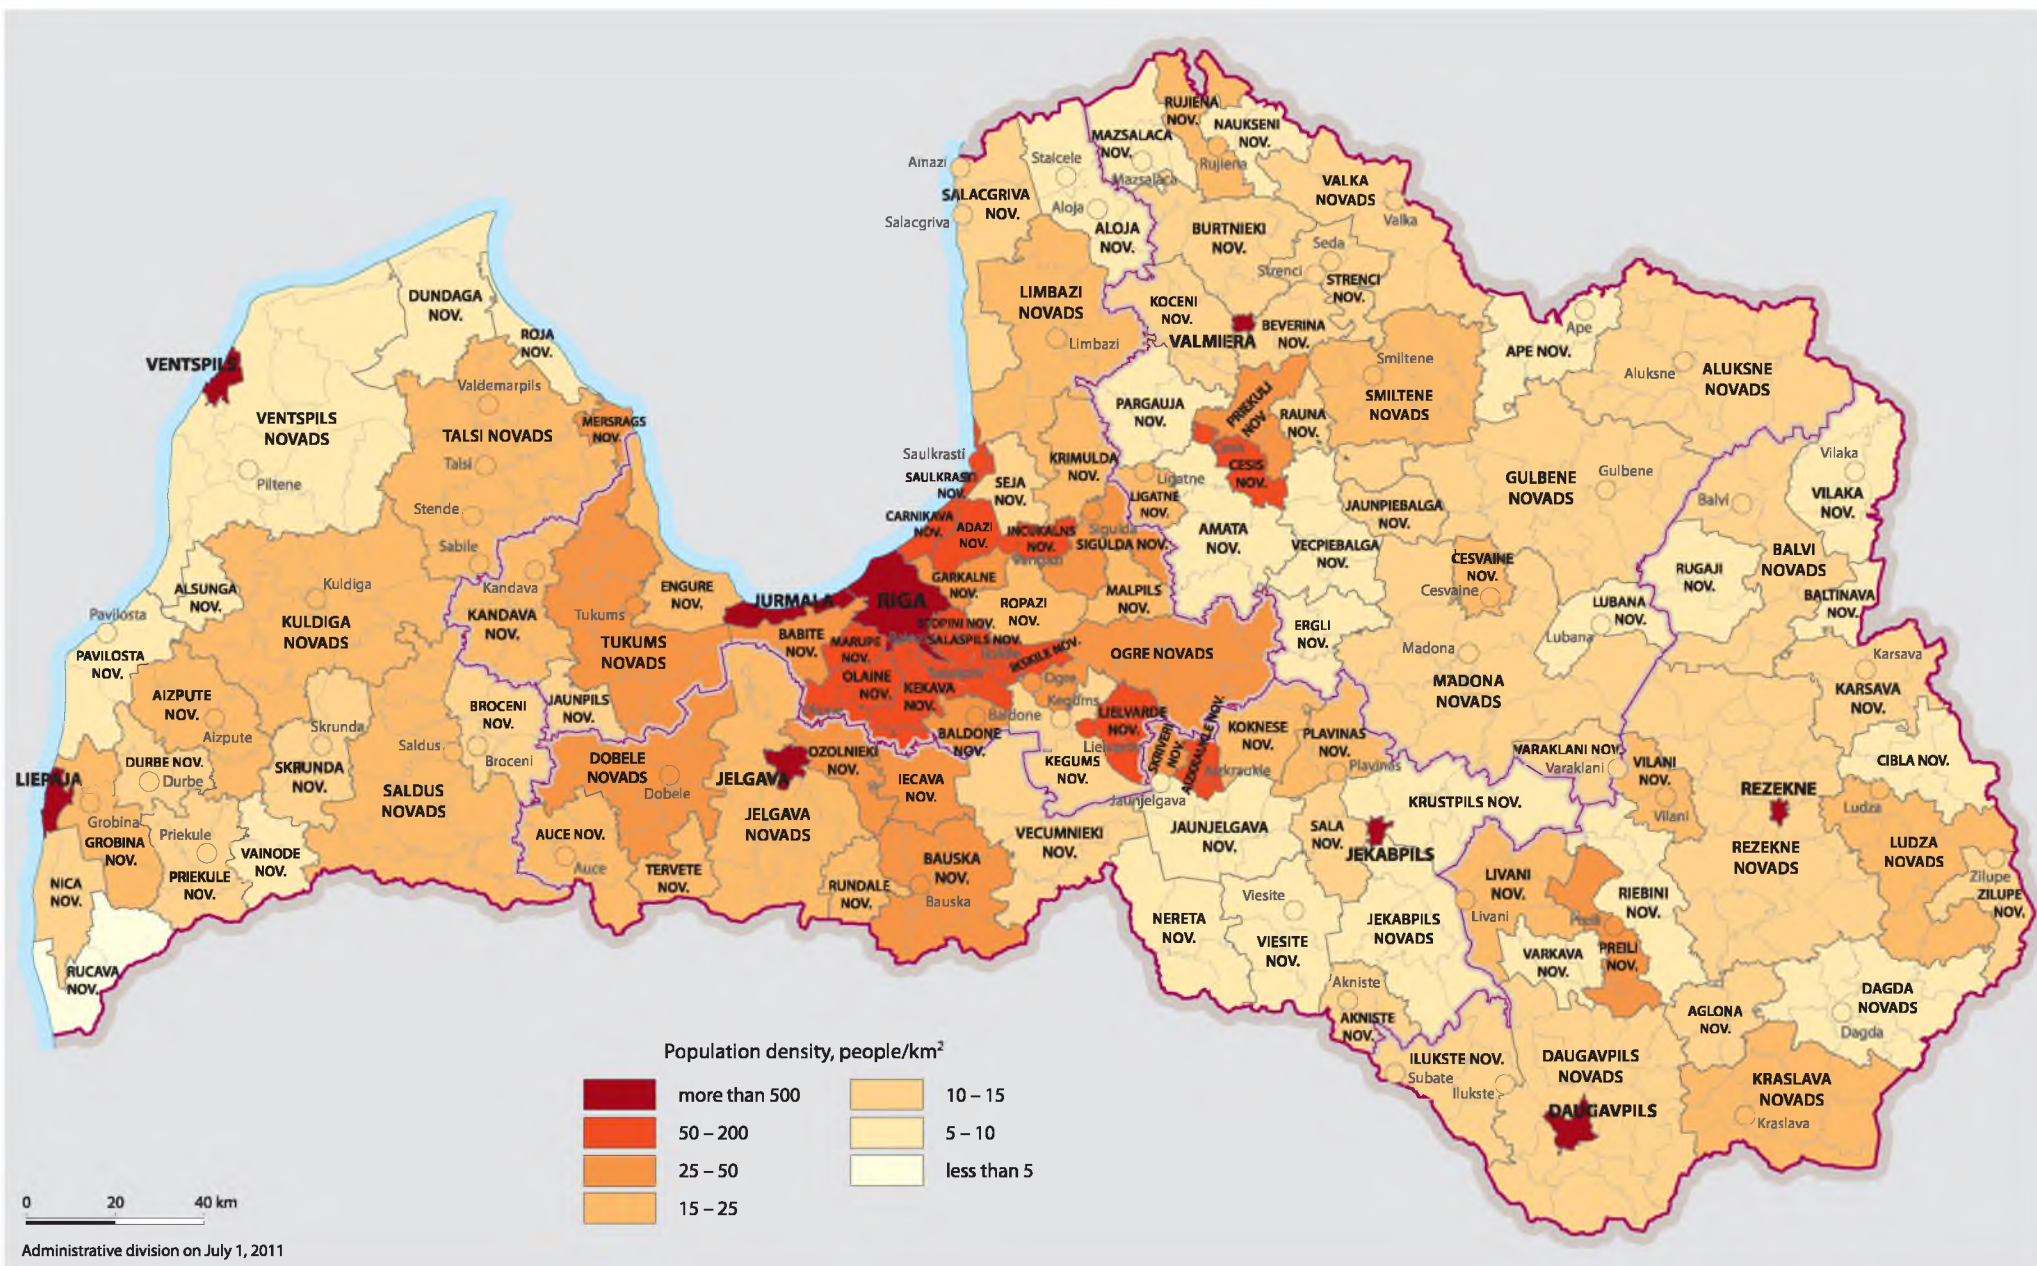 RUJIENA
NOV.
NAUKSENI
NOV.
MAZSALACA
NOV.
Rujiena
Mazsalaca
Ainazi
Staicele
SALACGRIVA
NOV.
Salacgriva
Aloja
ALOJA
NOV.
VALKA
NOVADS
Valka
BURTNIEKI
NOV.
Seda
Strenci
STRENCI
NOV.
DUNDAGA
NOV.
ROJA
NOV.
LIMBAZI
NOVADS
Limbazi
KOCENI
NOV.
VALMIERA
BEVERINA
NOV.
Ape
APE NOV.
Smiltene
SMILTENE
NOVADS
Aluksne
ALUKSNE
NOVADS
VENTSPILS
VENTSPILS
NOVADS
Piltene
Valdemarpils
TALSI NOVADS
Talsi
MERSRAGS
NOV.
Stende
Sabile
PARGAUJA
NOV.
PRIEKULI
NOV
RAUNA
NOV.
CESIS
NOV.
Saulkrasti
SAULKRASTI
NOV.
SEJA
NOV.
KRIMULDA
NOV.
Ligatne
LIGATNE
NOV.
GULBENE
NOVADS
Gulbene
Balvi
Vilaka
VILAKA
NOV.
JAUNPIEBALGA
NOV.
CARNIKAVA
NOV.
ADAZI
NOV.
INCUKALNS
NOV.
Sigulda
SIGULDA NOV.
AMATA
NOV.
VECPIEBALGA
NOV.
CESVAINE
NOV.
Cesvaine
BALVI
NOVADS
RUGAJI
NOV.
BALTINAVA
NOV.
LUBANA
NOV.
Lubana
ALSUNGA
NOV.
Kuldiga
KULDIGA
NOVADS
Kandava
KANDAVA
NOV.
Tukums
TUKUMS
NOVADS
ENGURE
NOV.
JURMALA
RIGA
GARKALNE
NOV.
ROPAZI
NOV.
MALPILS
NOV.
STOPINI NOV.
SALASPILS NOV.
BABITE
NOV.
MARUPE
NOV.
OLAINE
NOV.
KEKAVA
NOV.
IKSKILE NOV.
OGRE NOVADS
Ogre
Kegums
ERGLI
NOV.
Madona
MADONA
NOVADS
Karsava
KARSAVA
NOV.
Pavilosta
PAVILOSTA
NOV.
AIZPUTE
NOV.
Aizpute
Skrunda
SKRUNDA
NOV.
BROCENI
NOV.
Broceni
Saldus
SALDUS
NOVADS
JAUNPILS
NOV.
Baldone
BALDONE
NOV.
LIELVARDE
NOV.
Lielvarde
SKRIVERI
NOV.
AIZKRAUKLE NOV.
Aizkraukle
KOKNESE
NOV.
PLAVINAS
NOV.
Plavinas
VARAKLANI NOV.
Varaklani
VILANI
NOV.
Vilani
CIBLA NOV.
LIEPAJA
DURBE NOV.
Durbe
Grobina
GROBINA
NOV.
Priekule
PRIEKULE
NOV.
VAINODE
NOV.
NICA
NOV.
RUCAVA
NOV.
DOBELE
NOVADS
Dobele
JELGAVA
JELGAVA
NOVADS
OZOLNIEKI
NOV.
IECAVA
NOV.
KEGUMS
NOV.
Jaunjelgava
AUCE NOV.
Auce
TERVETE
NOV.
RUNDALE
NOV.
BAUSKA
NOV.
Bauska
VECUMNIEKI
NOV.
JAUNJELGAVA
NOV.
SALA
NOV.
KRUSTPILS NOV.
JEKABPILS
REZEKNE
REZEKNE
NOVADS
Ludza
LUDZA
NOVADS
Zilupe
ZILUPE
NOV.
LIVANI
NOV.
Livani
RIEBINI
NOV.
Preili
PREILI
NOV.
VARKAVA
NOV.
NERETA
NOV.
Viesite
VIESITE
NOV.
JEKABPILS
NOVADS
Akniste
AKNISTE
NOV.
ILUKSTE NOV.
Subate
Ilukste
DAUGAVPILS
NOVADS
DAUGAVPILS
AGLONA
NOV.
DAGDA
NOVADS
Dagda
KRASLAVA
NOVADS
Kraslava
Population density, people/km²
more than 500
50 – 200
25 – 50
15 – 25
10 – 15
5 – 10
less than 5
0 20 40 km
Administrative division on July 1, 2011